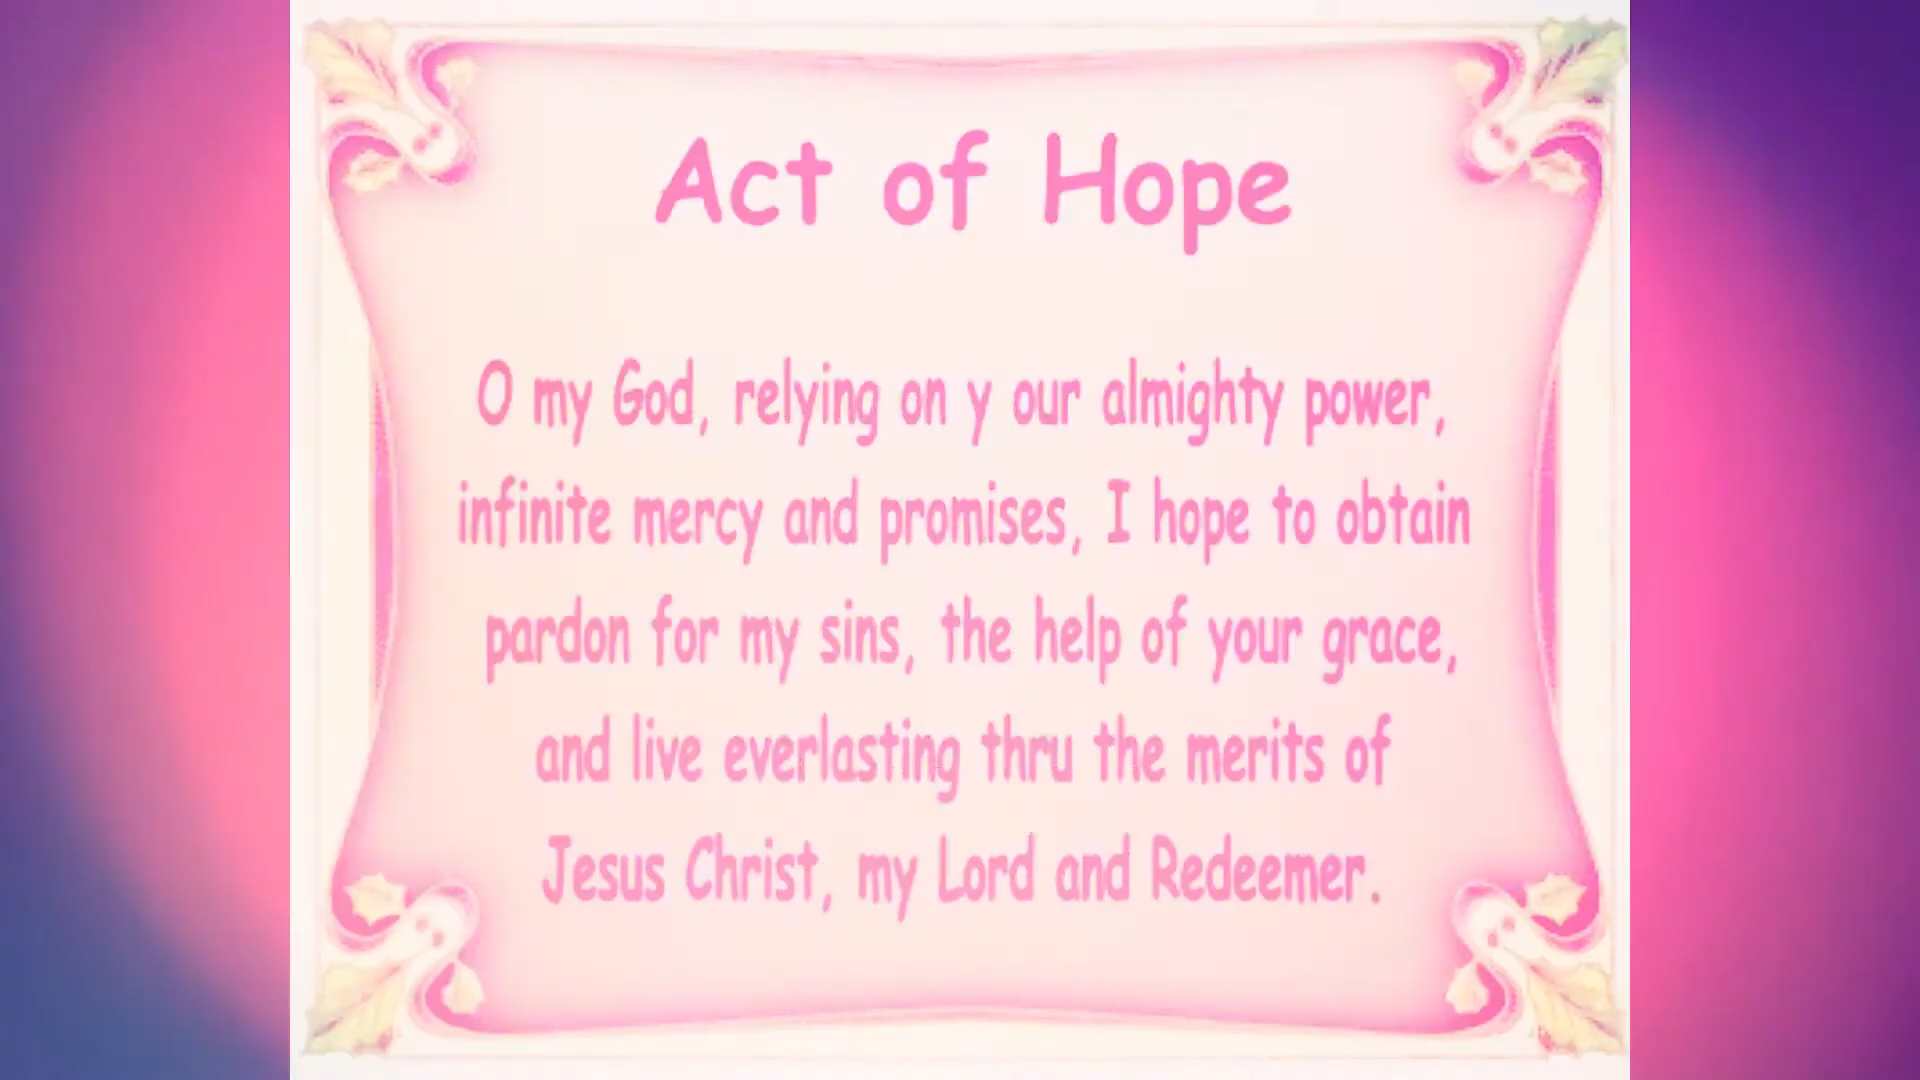 Act of Hope
O my God, relying on y our almighty power,
infinite mercy and promises, I hope to obtain
pardon for my sins, the help of your grace,
and live everlasting thru the merits of
Jesus Christ, my Lord and Redeemer.